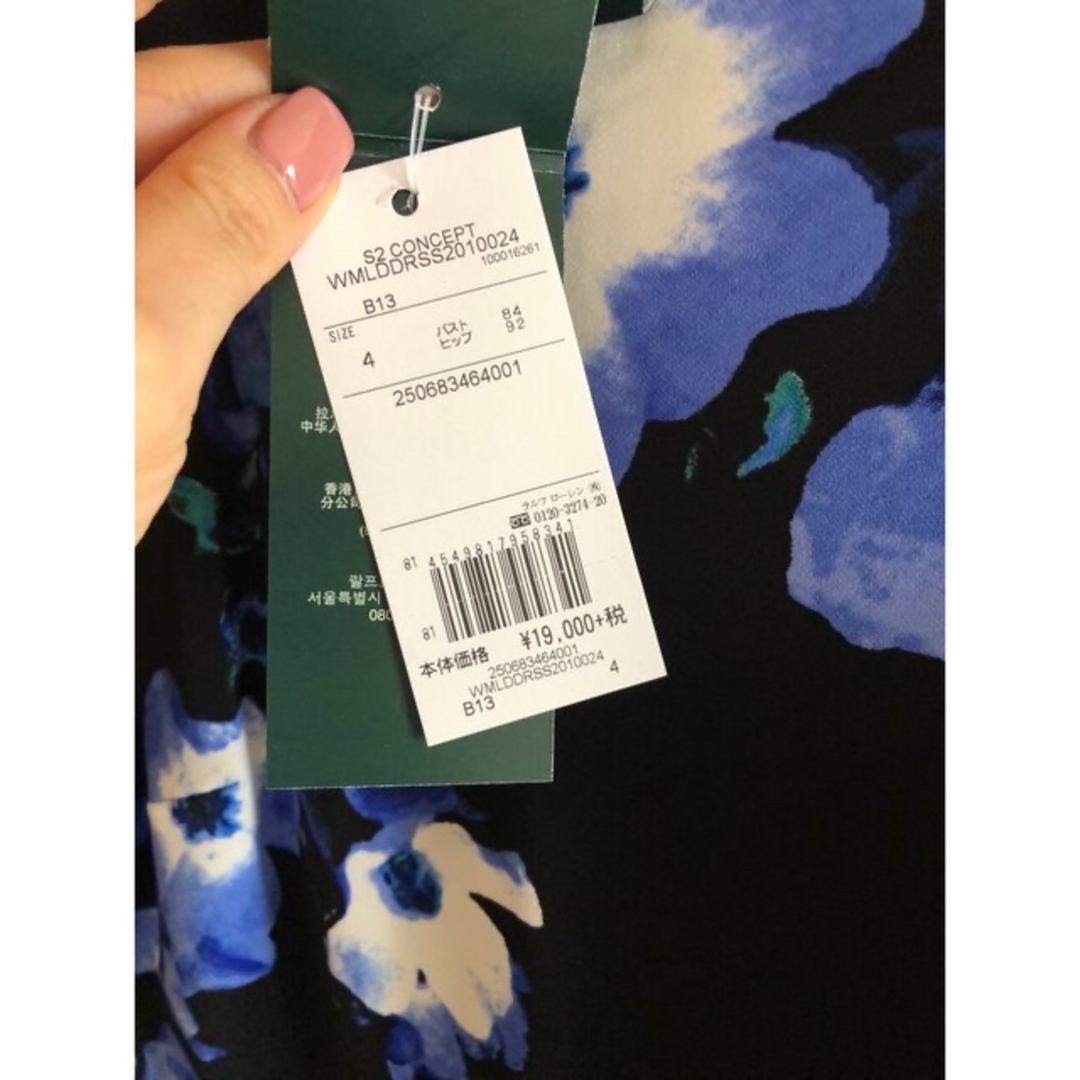 S2 CONCEPT
WMLDDRSS2010024
100016261
B13
SIZE
4
バスト 84
ヒップ 92
250683464001
ラルフ ローレン ㈱
0120-3274-20
81 4549817958341
81
本体価格 ¥19,000+税
250683464001
WMLDDRSS2010024
B13 4
中华人
香港
分公司
랄프
서울특별시
080